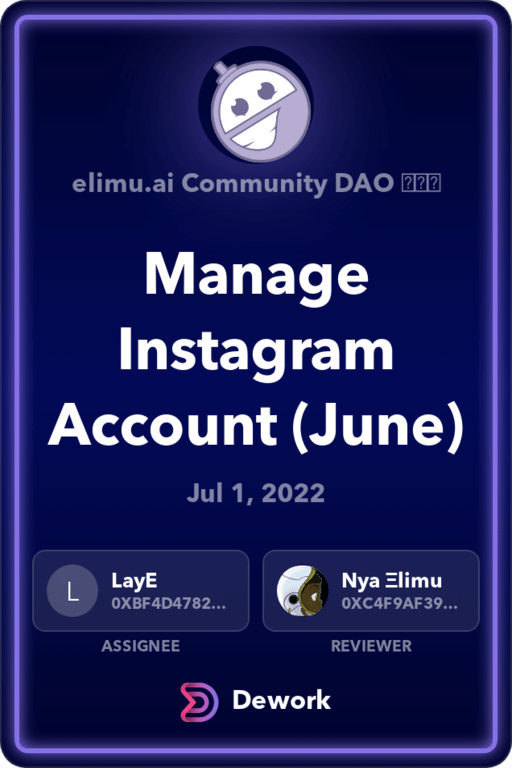 elimu.ai Community DAO
Manage
Instagram
Account (June)
Jul 1, 2022
L
LayE
0XBF4D4782...
ASSIGNEE
Nya Ξlimu
0XC4F9AF39...
REVIEWER
Dework